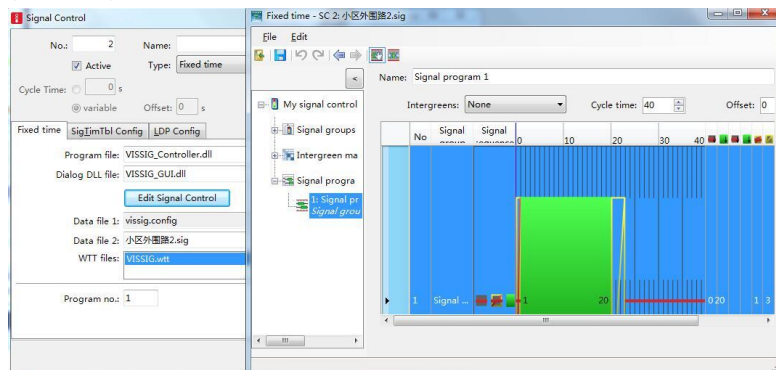 Signal Control
No.: 2 Name:
Active Type: Fixed time
Cycle Time: 0 s
variable Offset: 0 s
Fixed time SigTimTbl Config LDP Config
Program file: VISSIG_Controller.dll
Dialog DLL file: VISSIG_GUI.dll
Edit Signal Control
Data file 1: vissig.config
Data file 2: 小区外围路2.sig
WTT files: VISSIG.wtt
Program no.: 1
Fixed time - SC 2: 小区外围路2.sig
File Edit
<
My signal control
Signal groups
Intergreen ma
Signal progra
1: Signal pr
Signal grou
Name: Signal program 1
Intergreens: None Cycle time: 40 Offset: 0
No Signal Signal 0 10 20 30 40
1 Signal ... 1 20 0 20 1 3